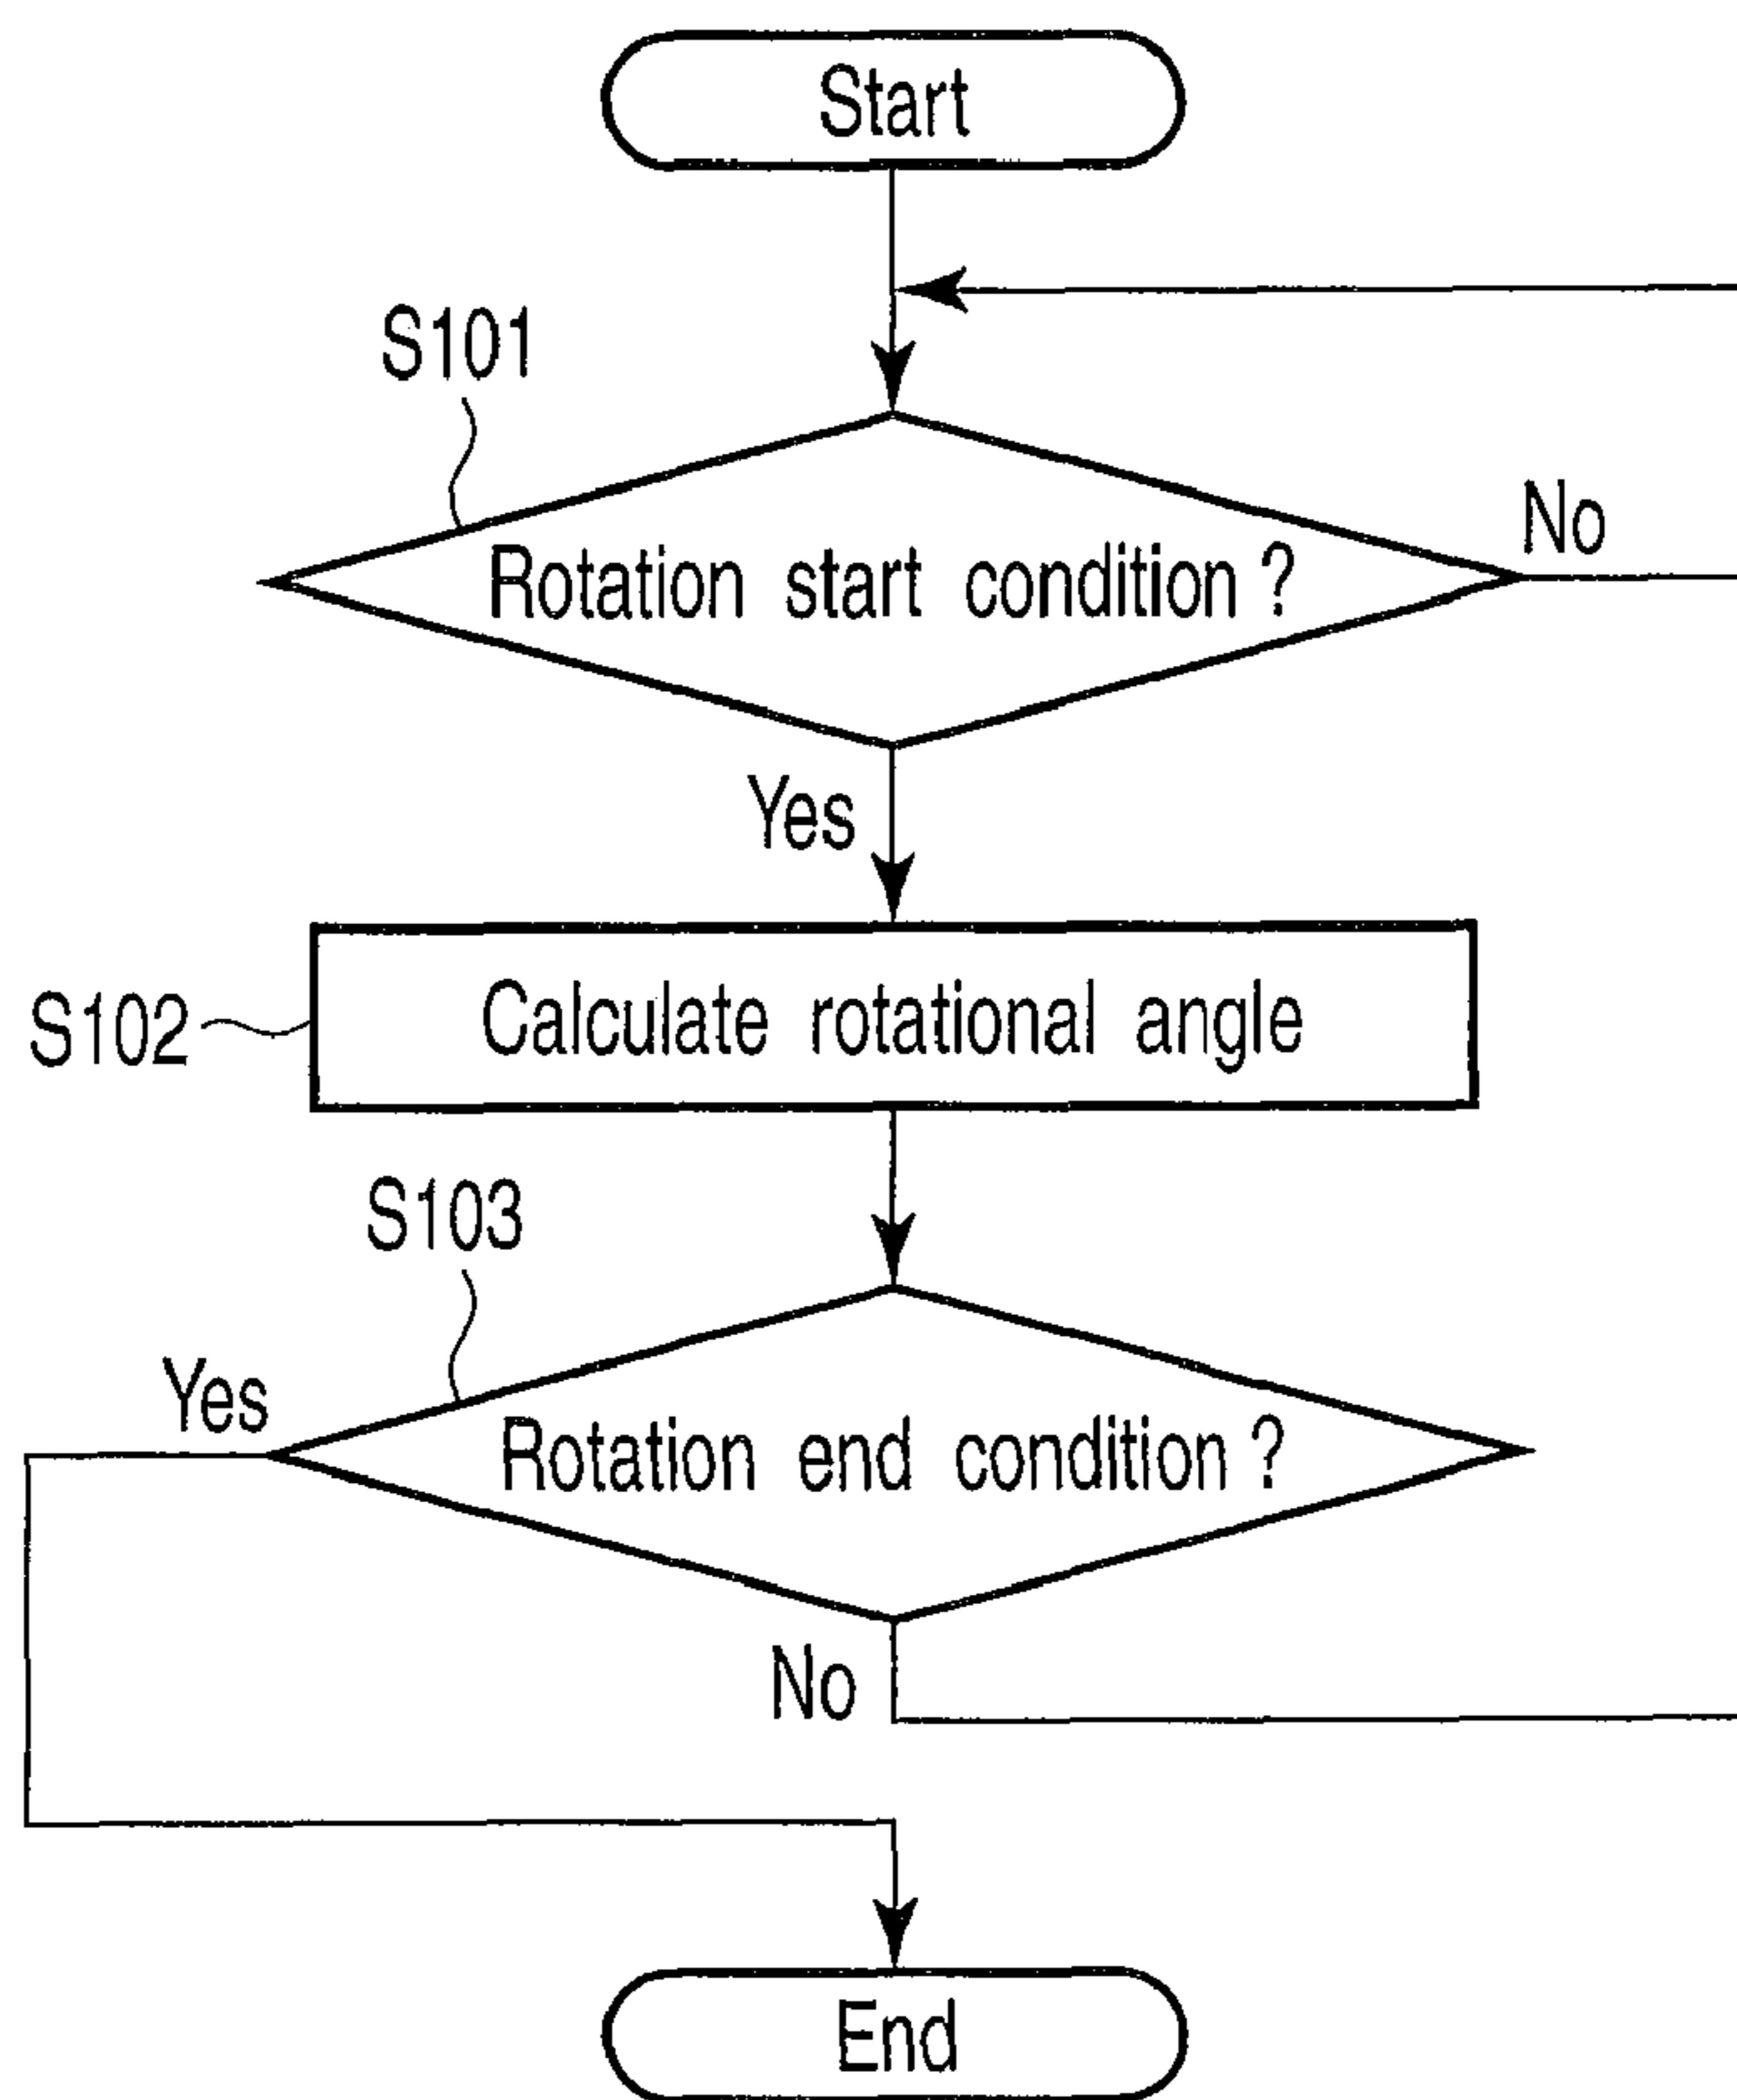 Start
S101
No
Rotation start condition ?
Yes
S102
Calculate rotational angle
S103
Yes
Rotation end condition ?
No
End